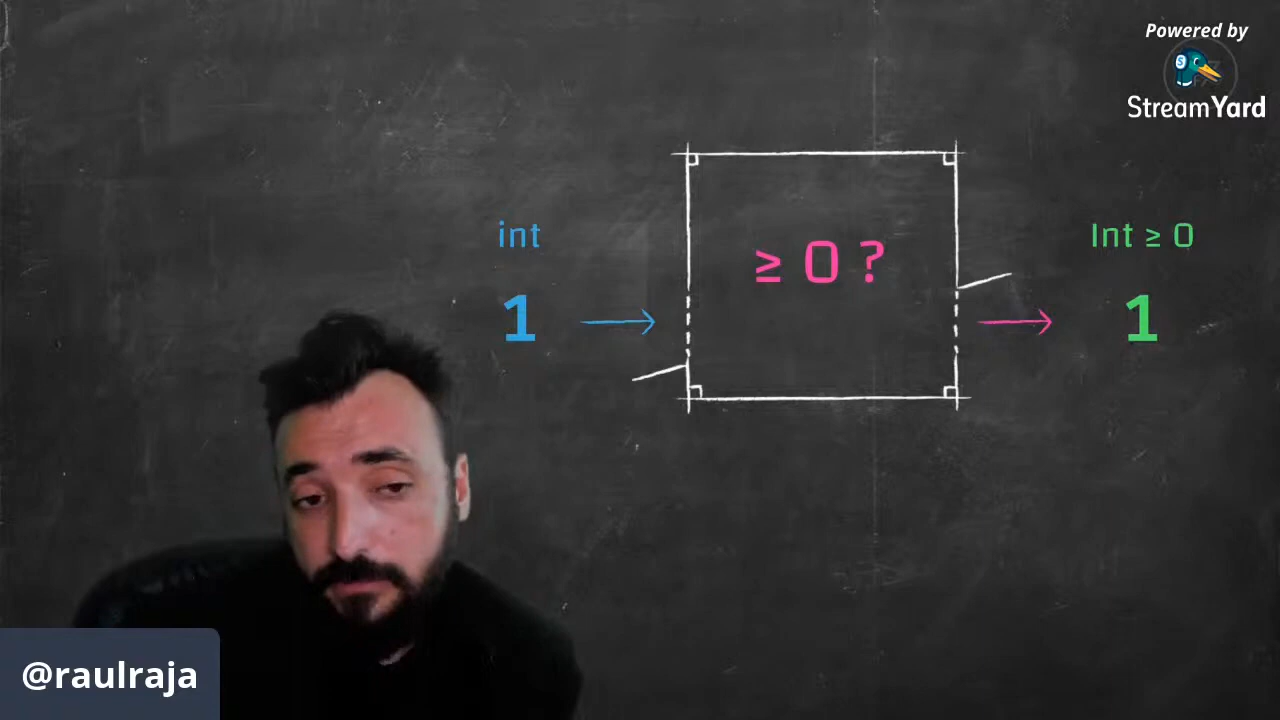 Powered by
StreamYard
int
≥ 0 ?
Int ≥ 0
1
1
@raulraja